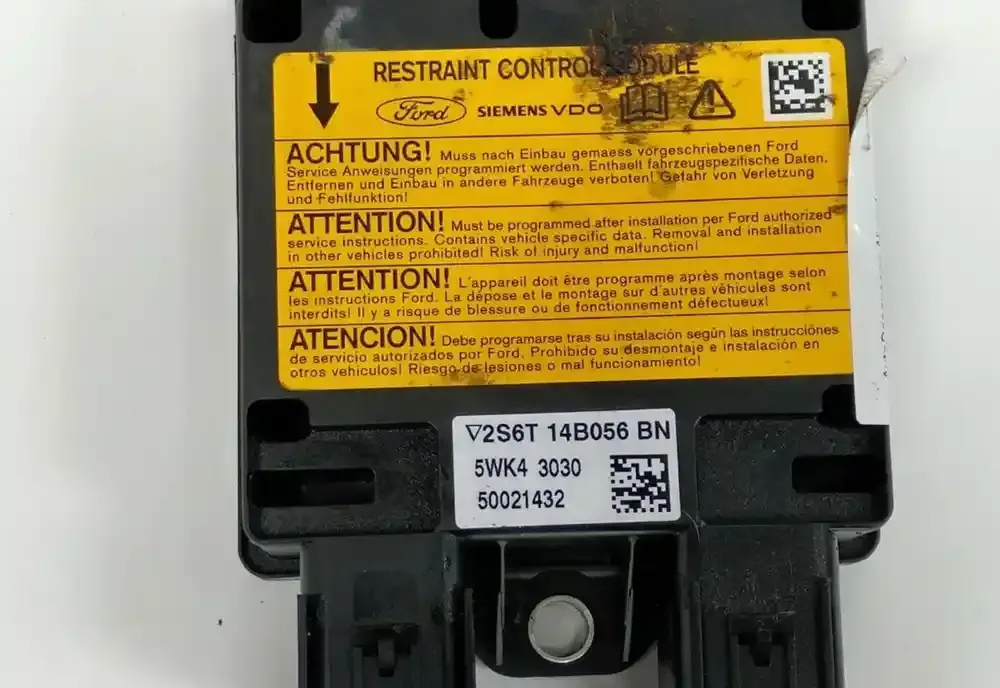 RESTRAINT CONTROL MODULE
Ford SIEMENS VDO
ACHTUNG! Muss nach Einbau gemaess vorgeschriebenen Ford
Service Anweisungen programmiert werden. Enthaelt fahrzeugspezifische Daten.
Entfernen und Einbau in andere Fahrzeuge verboten! Gefahr von Verletzung
und Fehlfunktion!
ATTENTION! Must be programmed after installation per Ford authorized
service instructions. Contains vehicle specific data. Removal and installation
in other vehicles prohibited! Risk of injury and malfunction!
ATTENTION! L'appareil doit être programme après montage selon
les instructions Ford. La dépose et le montage sur d'autres véhicules sont
interdits! Il y a risque de blessure ou de fonctionnement défectueux!
ATENCION! Debe programarse tras su instalación según las instrucciónes
de servicio autorizados por Ford. Prohibido su desmontaje e instalación en
otros vehiculos! Riesgo de lesiones o mal funcionamiento!
▽2S6T 14B056 BN
5WK4 3030
50021432